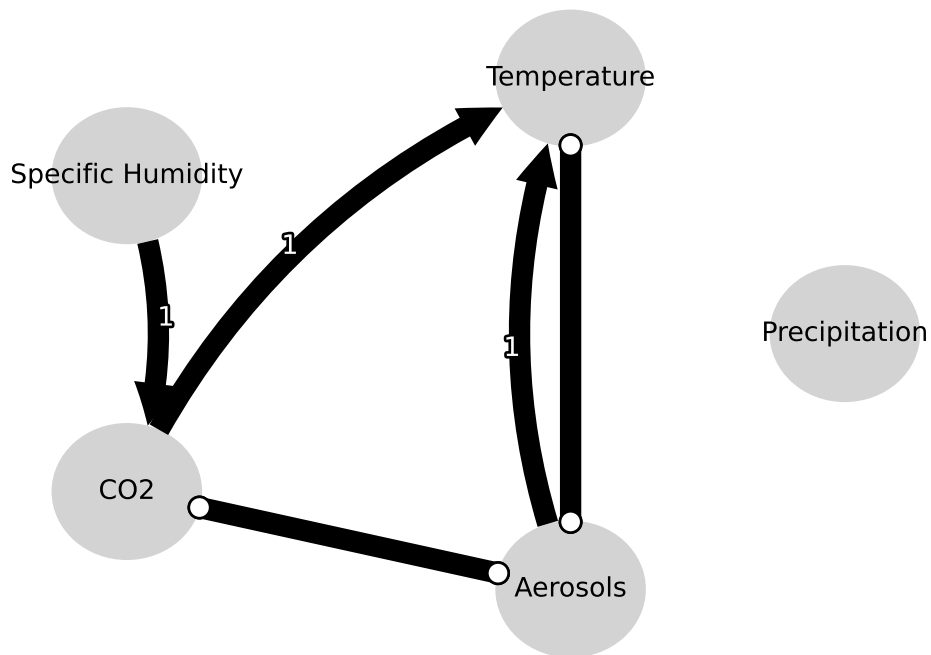 Temperature
Specific Humidity
1
1
Precipitation
1
CO2
Aerosols